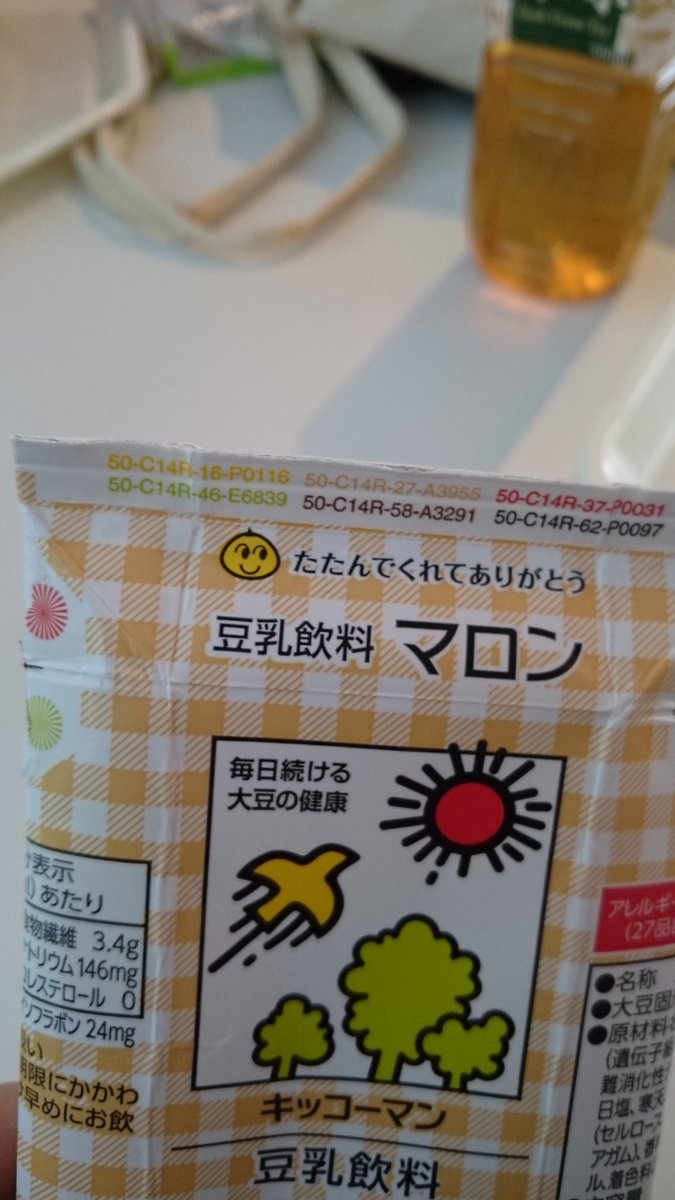 50-C14R-16-P0116 50-C14R-27-A3955 50-C14R-37-P0031
50-C14R-46-E6839 50-C14R-58-A3291 50-C14R-62-P0097
たたんでくれてありがとう
豆乳飲料 マロン
毎日続ける
大豆の健康
キッコーマン
豆乳飲料
表示
あたり
物繊維 3.4g
トリウム 146mg
レステロール 0
ソフラボン 24mg
限にかかわ
早めにお飲
アレルギー
(27品
●名称
●大豆固
●原材料
(遺伝子
難消化性
日塩、寒天
(セルロース
アガム)、香
ル、着色料